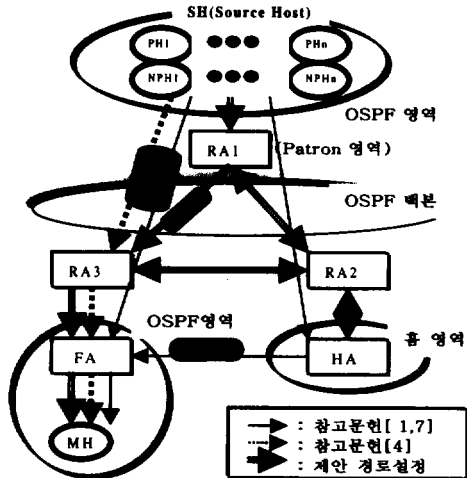 SH(Source Host)
PH1
PHn
NPH1
NPHn
OSPF 영역
RA1
(Patron 영역)
OSPF 백본
RA3
RA2
OSPF영역
홈 영역
FA
HA
MH
: 참고문헌[ 1,7]
: 참고문헌[4]
: 제안 경로설정